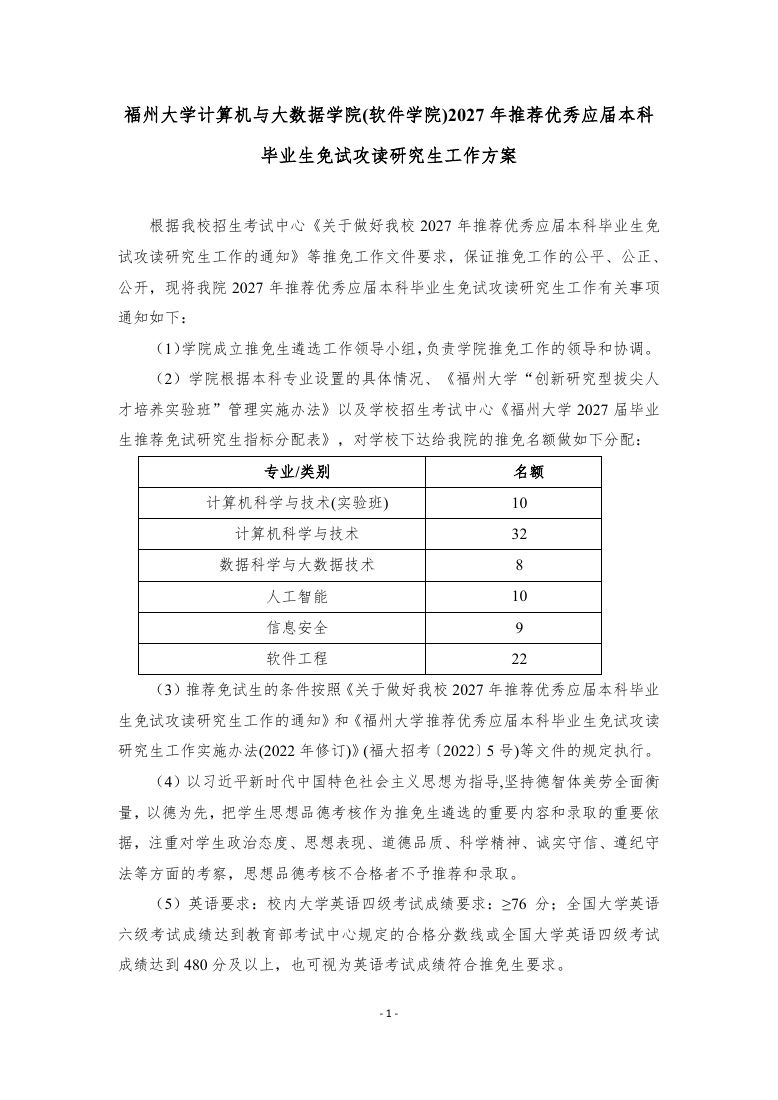 福州大学计算机与大数据学院(软件学院)2027 年推荐优秀应届本科
毕业生免试攻读研究生工作方案
根据我校招生考试中心《关于做好我校 2027 年推荐优秀应届本科毕业生免
试攻读研究生工作的通知》等推免工作文件要求，保证推免工作的公平、公正、
公开，现将我院 2027 年推荐优秀应届本科毕业生免试攻读研究生工作有关事项
通知如下：
（1)学院成立推免生遴选工作领导小组,负责学院推免工作的领导和协调。
（2）学院根据本科专业设置的具体情况、《福州大学“创新研究型拔尖人
才培养实验班”管理实施办法》以及学校招生考试中心《福州大学 2027 届毕业
生推荐免试研究生指标分配表》，对学校下达给我院的推免名额做如下分配：
专业/类别 名额
计算机科学与技术(实验班) 10
计算机科学与技术 32
数据科学与大数据技术 8
人工智能 10
信息安全 9
软件工程 22
（3）推荐免试生的条件按照《关于做好我校 2027 年推荐优秀应届本科毕业
生免试攻读研究生工作的通知》和《福州大学推荐优秀应届本科毕业生免试攻读
研究生工作实施办法(2022 年修订)》(福大招考〔2022〕5 号)等文件的规定执行。
（4）以习近平新时代中国特色社会主义思想为指导,坚持德智体美劳全面衡
量，以德为先，把学生思想品德考核作为推免生遴选的重要内容和录取的重要依
据，注重对学生政治态度、思想表现、道德品质、科学精神、诚实守信、遵纪守
法等方面的考察，思想品德考核不合格者不予推荐和录取。
（5）英语要求：校内大学英语四级考试成绩要求：≥76 分；全国大学英语
六级考试成绩达到教育部考试中心规定的合格分数线或全国大学英语四级考试
成绩达到 480 分及以上，也可视为英语考试成绩符合推免生要求。
- 1 -